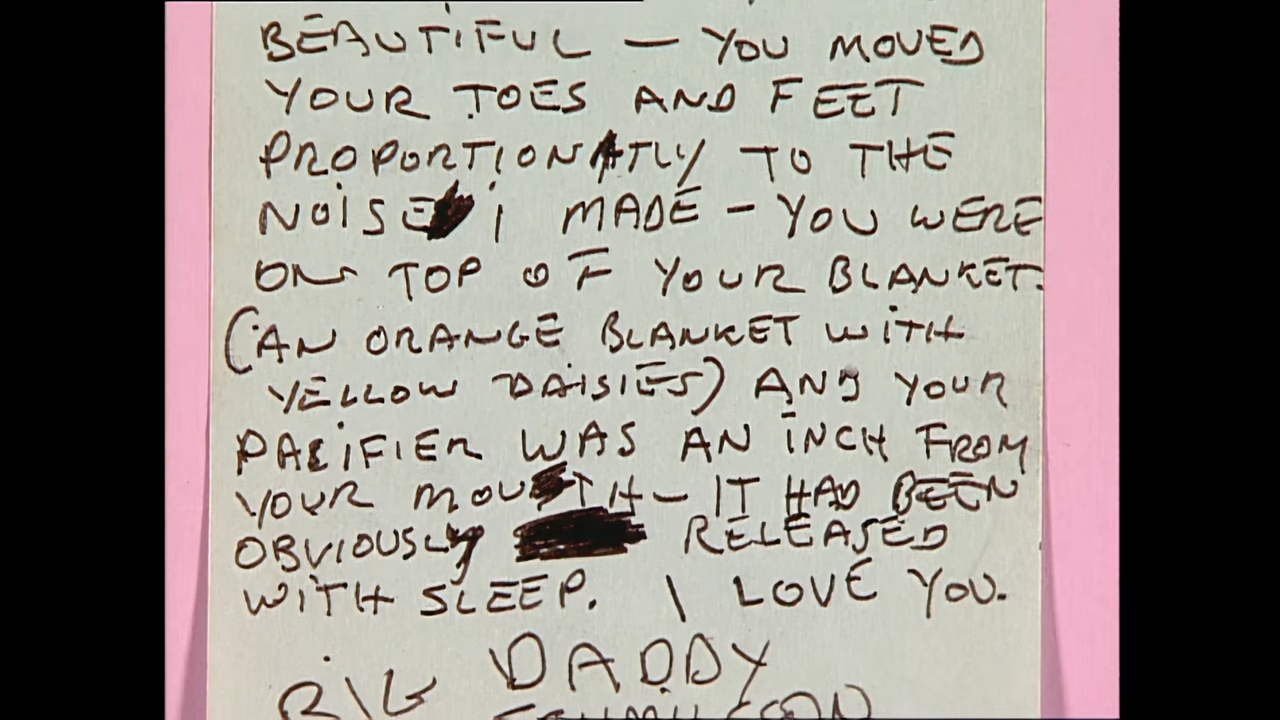 BEAUTIFUL — YOU MOVED
YOUR TOES AND FEET
PROPORTIONATLY TO THE
NOISE i MADE – YOU WERE
ON TOP OF YOUR BLANKET.
(AN ORANGE BLANKET WITH
YELLOW DAISIES) AND YOUR
PACIFIER WAS AN INCH FROM
YOUR MOUTH – IT HAD BEEN
OBVIOUSLY RELEASED
WITH SLEEP. I LOVE YOU.
DADDY